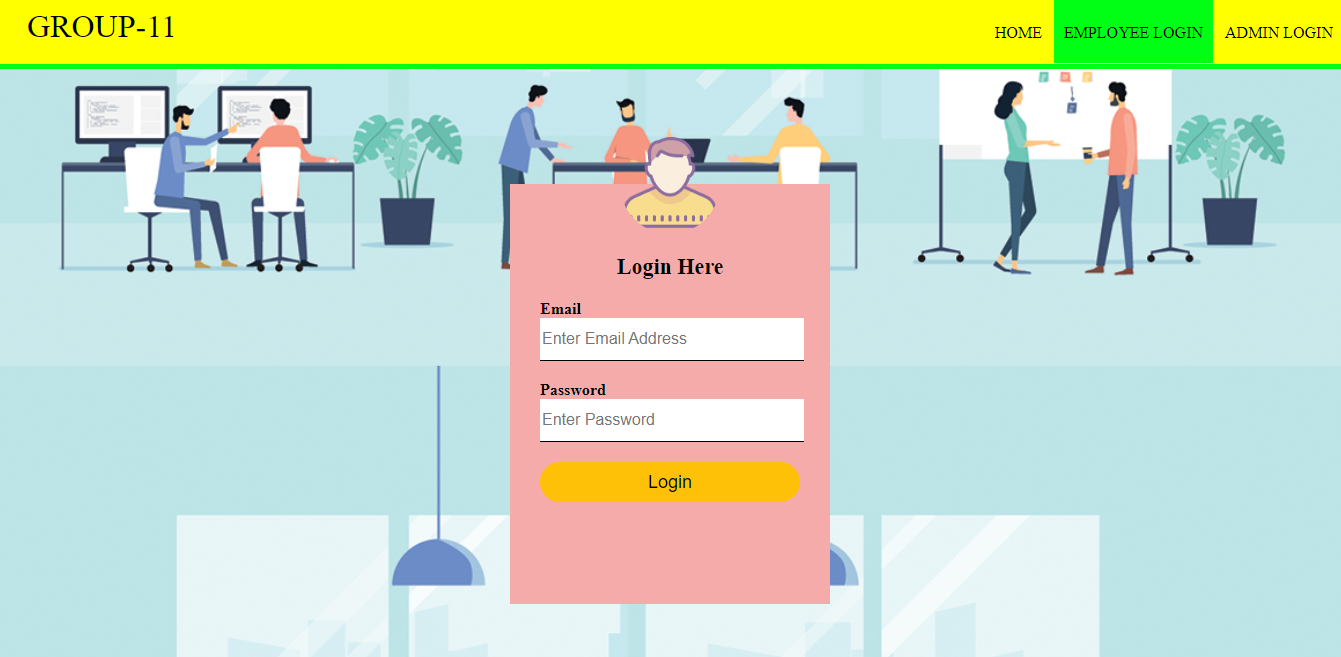 GROUP-11
HOME EMPLOYEE LOGIN ADMIN LOGIN
Login Here
Email
Enter Email Address
Password
Enter Password
Login